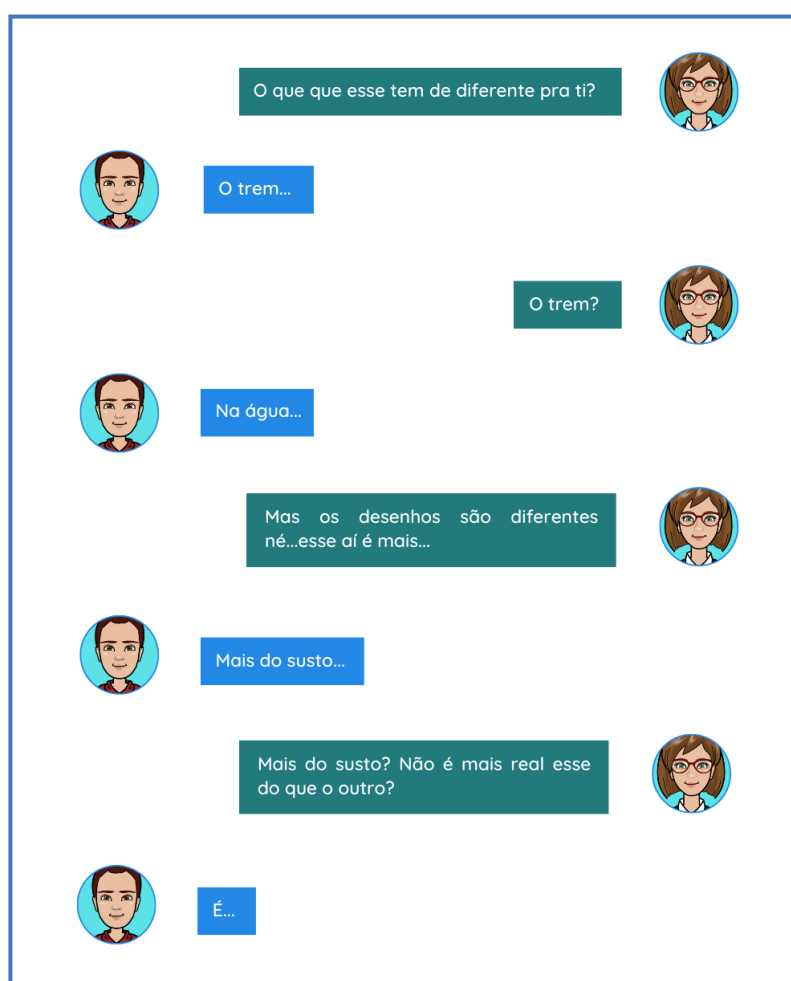 O que que esse tem de diferente pra ti?
O trem...
O trem?
Na água...
Mas os desenhos são diferentes
né...esse aí é mais...
Mais do susto...
Mais do susto? Não é mais real esse
do que o outro?
É...